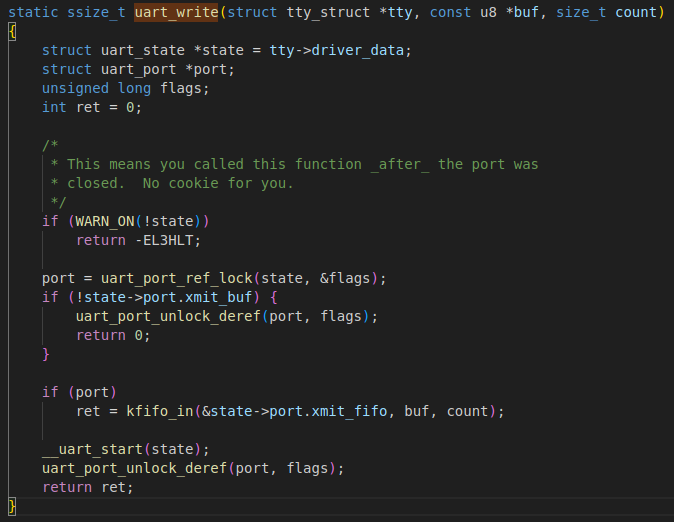 static ssize_t uart_write(struct tty_struct *tty, const u8 *buf, size_t count)
{
	struct uart_state *state = tty->driver_data;
	struct uart_port *port;
	unsigned long flags;
	int ret = 0;

	/*
	 * This means you called this function _after_ the port was
	 * closed.  No cookie for you.
	 */
	if (WARN_ON(!state))
		return -EL3HLT;

	port = uart_port_ref_lock(state, &flags);
	if (!state->port.xmit_buf) {
		uart_port_unlock_deref(port, flags);
		return 0;
	}

	if (port)
		ret = kfifo_in(&state->port.xmit_fifo, buf, count);

	__uart_start(state);
	uart_port_unlock_deref(port, flags);
	return ret;
}